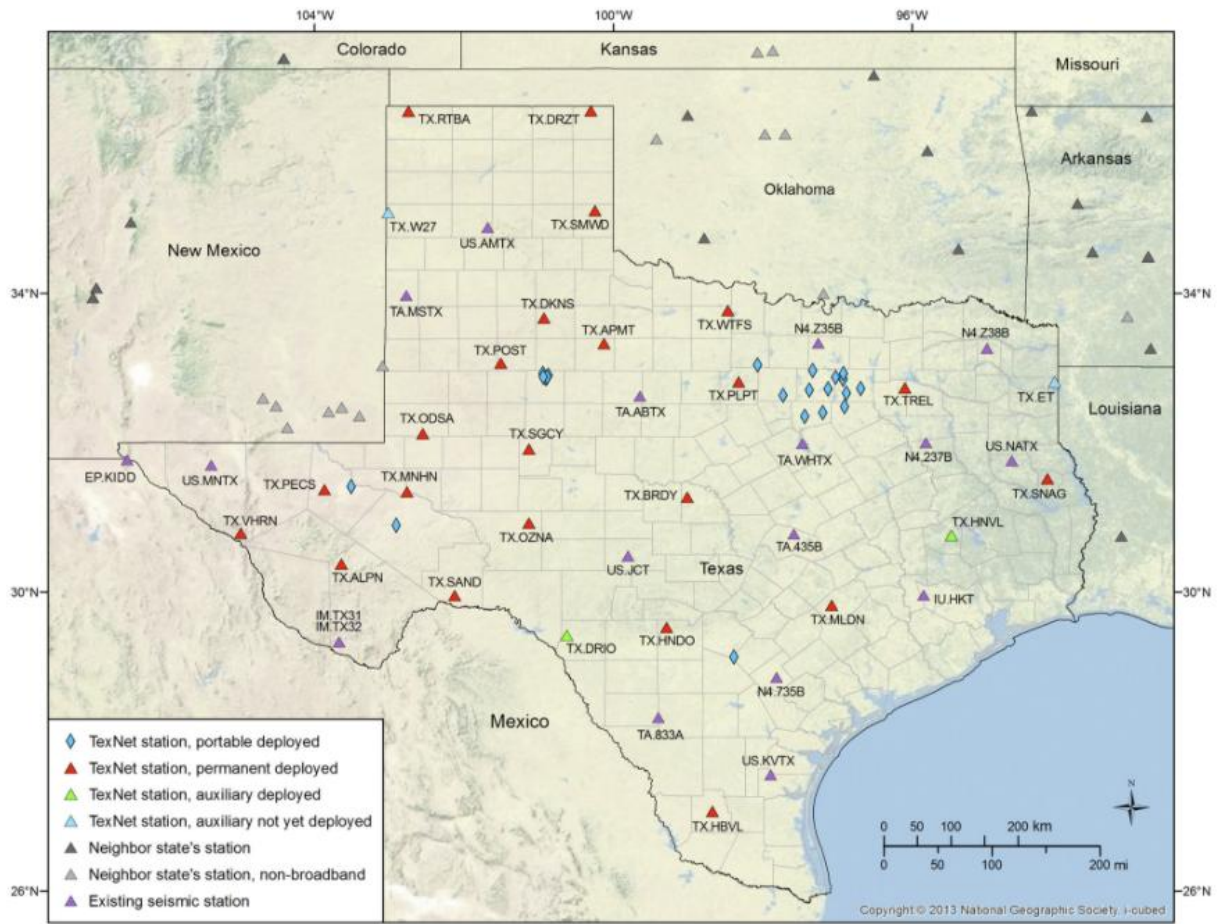 104°W 100°W 96°W
Colorado
Kansas
Missouri
TX.RTBA
TX.DRZT
Arkansas
Oklahoma
TX.W27
TX.SMWD
US.AMTX
New Mexico
34°N
34°N
TA.MSTX
TX.DKNS
TX.WTFS
TX.APMT
N4.Z35B
N4.Z38B
TX.POST
TX.PLPT
TX.TREL
TX.ET
TA.ABTX
Louisiana
TX.ODSA
TX.SGCY
TA.WHTX
N4.237B
US.NATX
EP.KIDD
US.MNTX
TX.PECS
TX.MNHN
TX.BRDY
TX.SNAG
TX.VHRN
TX.OZNA
TX.HNVL
TA.435B
US.JCT
Texas
TX.ALPN
TX.SAND
30°N
30°N
IU.HKT
IM.TX31
IM.TX32
TX.MLDN
TX.HNDO
TX.DRIO
N4.735B
Mexico
TA.833A
US.KVTX
TX.HBVL
TexNet station, portable deployed
TexNet station, permanent deployed
TexNet station, auxiliary deployed
TexNet station, auxiliary not yet deployed
Neighbor state's station
Neighbor state's station, non-broadband
Existing seismic station
N
0 50 100 200 km
0 50 100 200 mi
26°N
26°N
Copyright © 2013 National Geographic Society, i-cubed